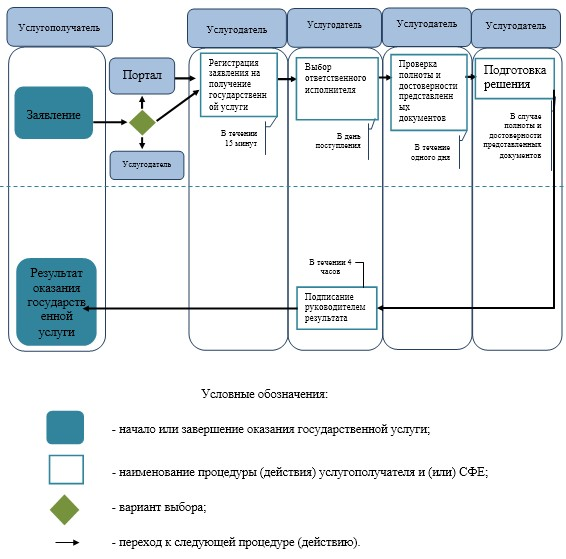 Услугополучатель
Услугодатель
Услугодатель
Услугодатель
Услугодатель
Заявление
Портал
Услугодатель
Регистрация
заявления на
получение
государственн
ой услуги
В течении
15 минут
Выбор
ответственного
исполнителя
В день
поступления
Проверка
полноты и
достоверности
представленны
х документов
В течение
одного дня
Подготовка
решения
В случае
полноты и
достоверности
представленных
документов
Результат
оказания
государств
енной
услуги
В течении 4
часов
Подписание
руководителем
результата
Условные обозначения:
- начало или завершение оказания государственной услуги;
- наименование процедуры (действия) услугополучателя и (или) СФЕ;
- вариант выбора;
- переход к следующей процедуре (действию).